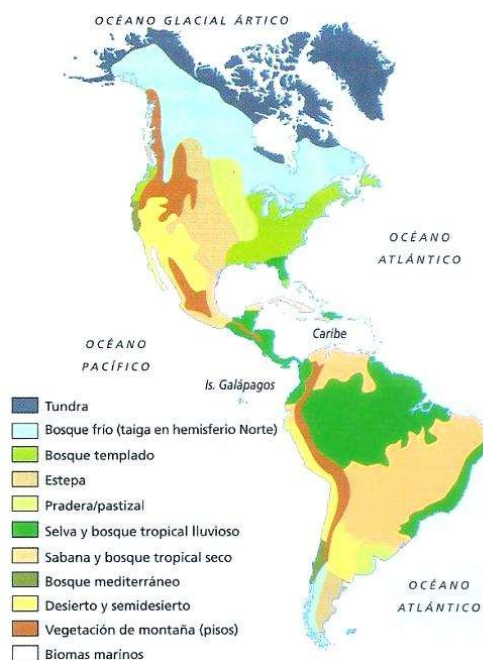 OCÉANO GLACIAL ÁRTICO
OCÉANO
ATLÁNTICO
OCÉANO
PACÍFICO
Caribe
Is. Galápagos
Tundra
Bosque frío (taiga en hemisferio Norte)
Bosque templado
Estepa
Pradera/pastizal
Selva y bosque tropical lluvioso
Sabana y bosque tropical seco
Bosque mediterráneo
Desierto y semidesierto
Vegetación de montaña (pisos)
Biomas marinos
OCÉANO
ATLÁNTICO